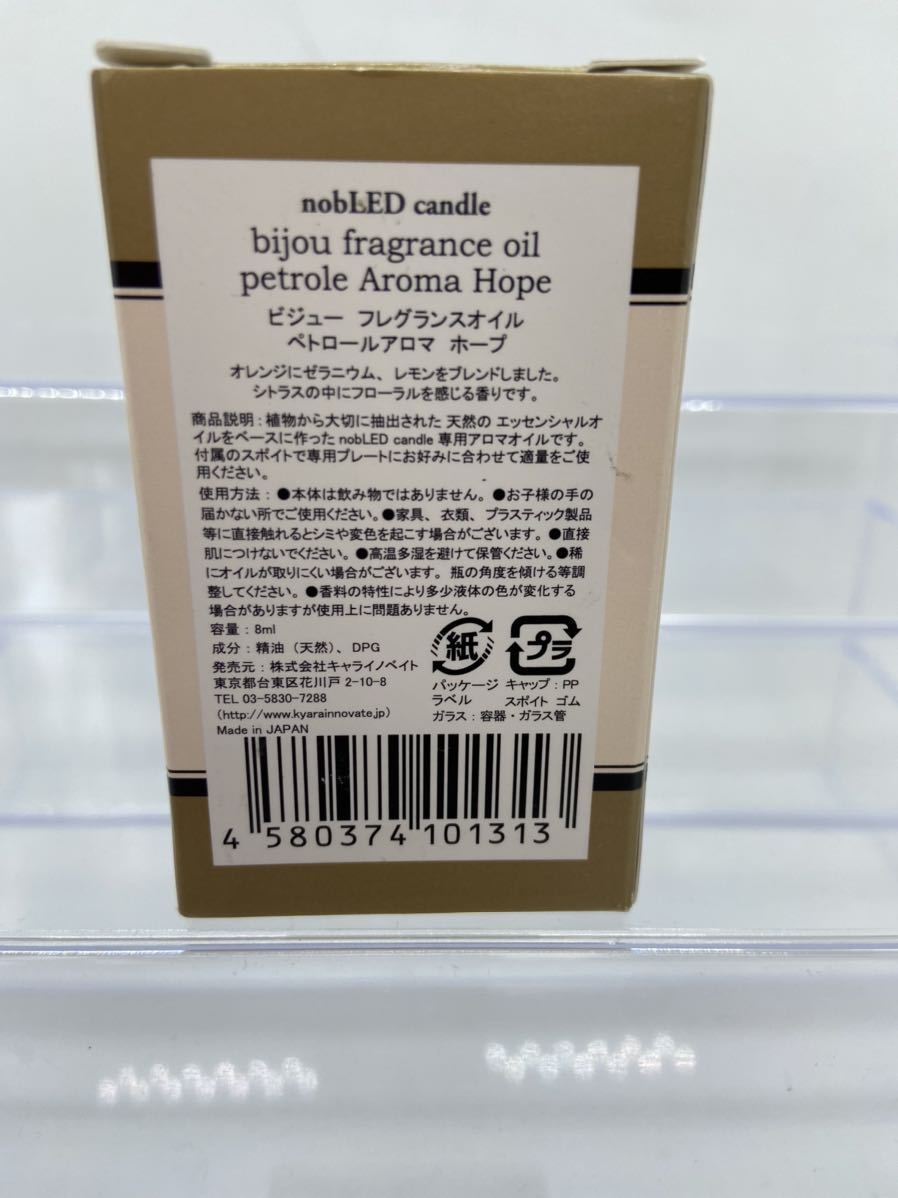 nobLED candle
bijou fragrance oil
petrole Aroma Hope
ビジュー フレグランスオイル
ペトロールアロマ ホープ
オレンジにゼラニウム、レモンをブレンドしました。
シトラスの中にフローラルを感じる香りです。
商品説明：植物から大切に抽出された 天然の エッセンシャルオ
イルをベースに作った nobLED candle 専用アロマオイルです。
付属のスポイトで専用プレートにお好みに合わせて適量をご使
用ください。
使用方法：●本体は飲み物ではありません。●お子様の手の
届かない所でご使用ください。●家具、衣類、プラスティック製品
等に直接触れるとシミや変色を起こす場合がございます。●直接
肌につけないでください。●高温多湿を避けて保管ください。●稀
にオイルが取りにくい場合がございます。瓶の角度を傾ける等調
整してください。●香料の特性により多少液体の色が変化する
場合がありますが使用上に問題ありません。
容量：8ml
成分：精油（天然）、DPG
発売元：株式会社キャライノベイト
東京都台東区花川戸 2-10-8
TEL 03-5830-7288
（http://www.kyarainnovate.jp）
Made in JAPAN
紙
プラ
パッケージ キャップ：PP
ラベル スポイト ゴム
ガラス：容器・ガラス管
4 580374 101313